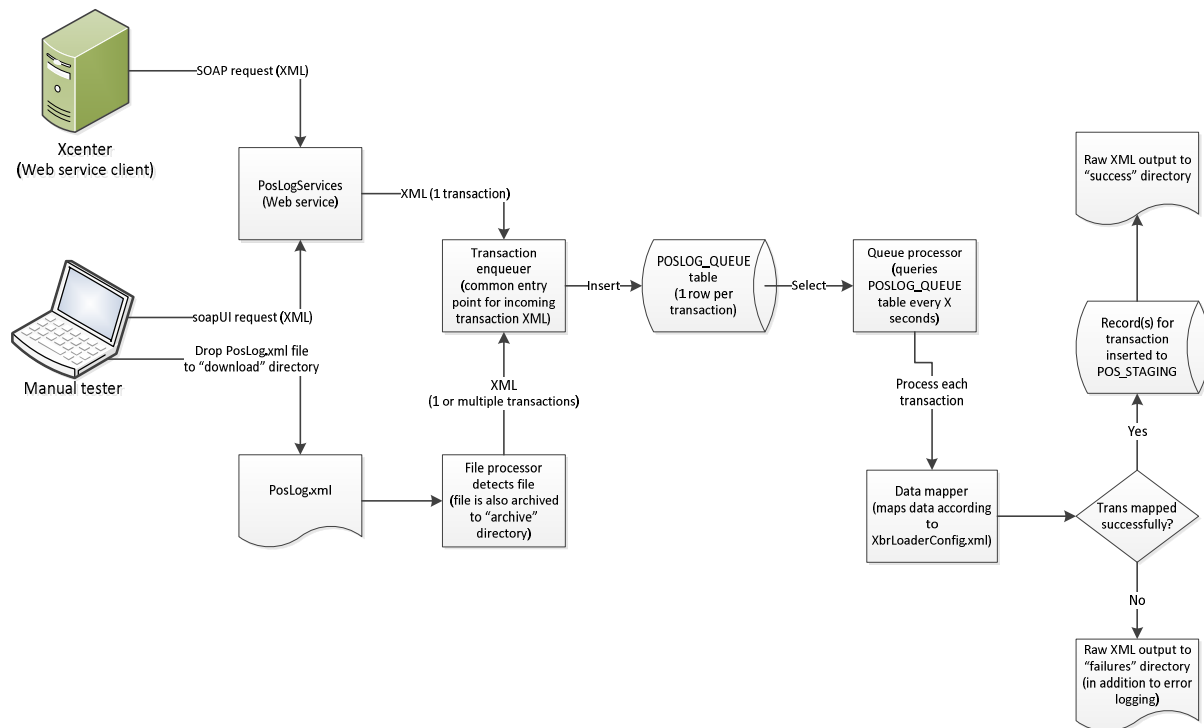 SOAP request (XML)
Xcenter
(Web service client)
PosLogServices
(Web service)
XML (1 transaction)
soapUI request (XML)
Drop PosLog.xml file
to “download” directory
Manual tester
PosLog.xml
File processor
detects file
(file is also archived
to “archive”
directory)
XML
(1 or multiple transactions)
Transaction
enqueuer
(common entry
point for incoming
transaction XML)
Insert
POSLOG_QUEUE
table
(1 row per
transaction)
Select
Queue processor
(queries
POSLOG_QUEUE
table every X
seconds)
Process each
transaction
Data mapper
(maps data according
to
XbrLoaderConfig.xml)
Trans mapped
successfully?
Yes
Record(s) for
transaction
inserted to
POS_STAGING
Raw XML output to
“success” directory
No
Raw XML output to
“failures” directory
(in addition to error
logging)